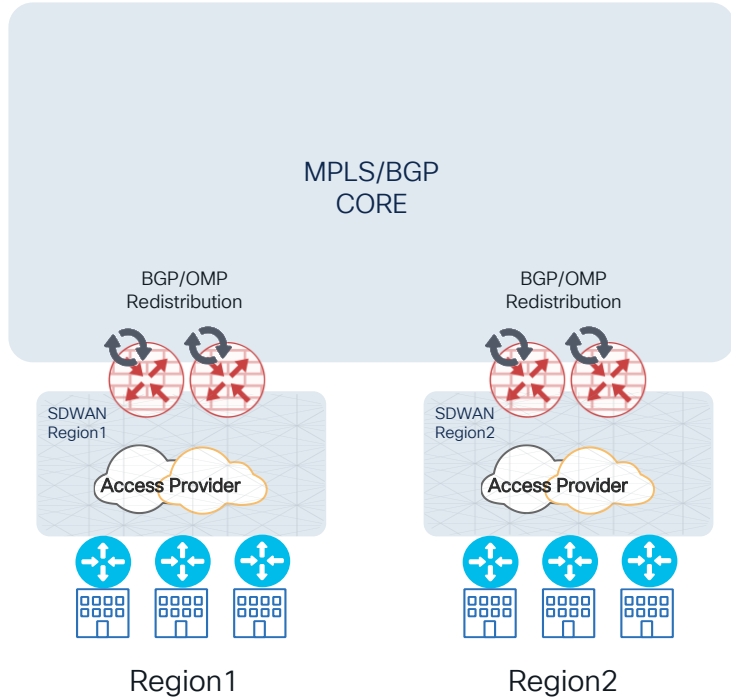 MPLS/BGP
CORE
BGP/OMP
Redistribution
BGP/OMP
Redistribution
SDWAN
Region1
SDWAN
Region2
Access Provider
Access Provider
Region1
Region2